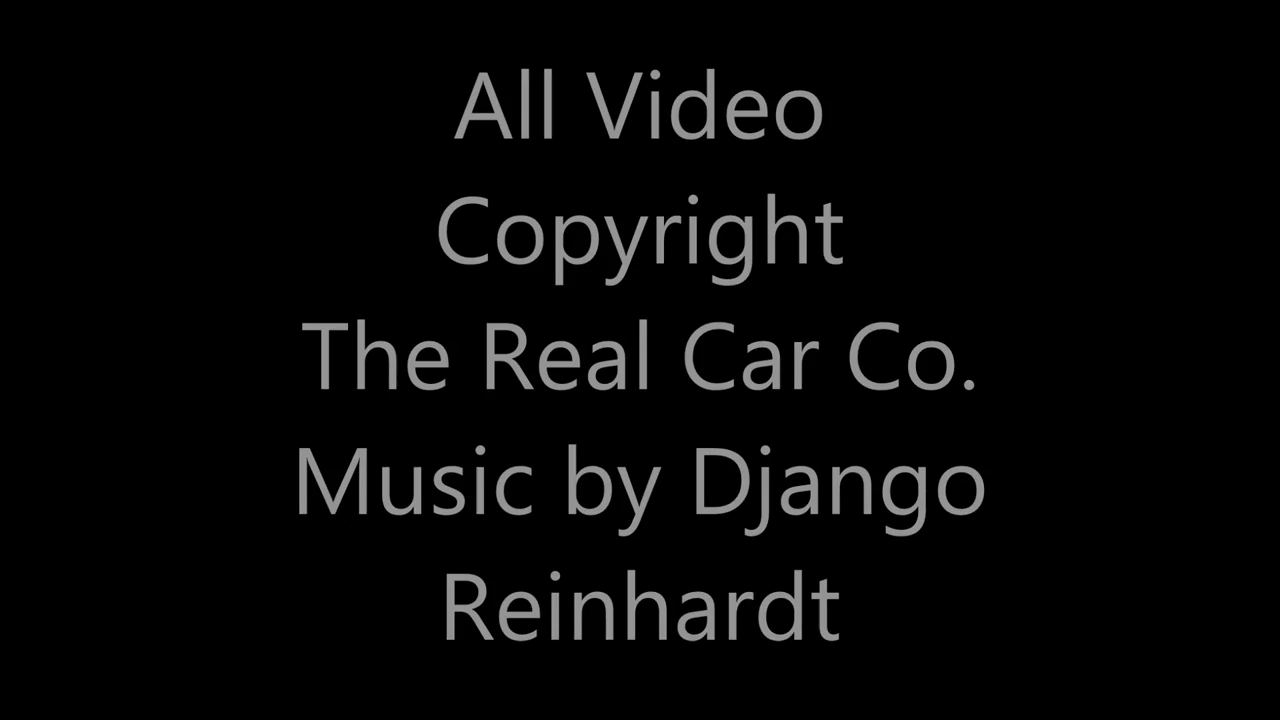 All Video
Copyright
The Real Car Co.
Music by Django
Reinhardt